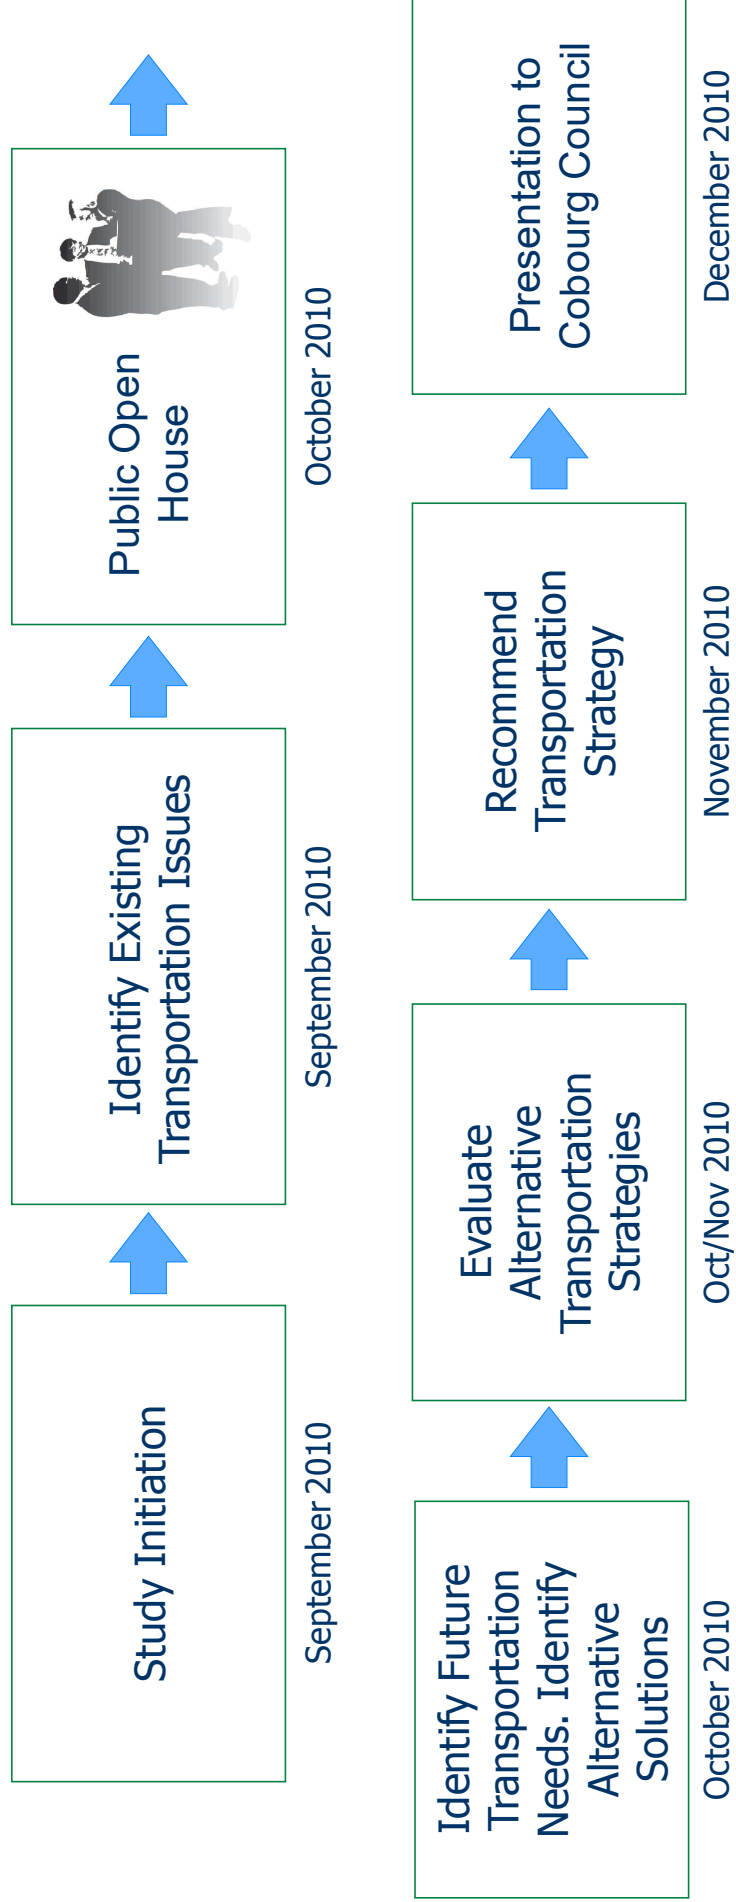 Study Initiation
September 2010
Identify Existing
Transportation Issues
September 2010
Public Open
House
October 2010
Identify Future
Transportation
Needs. Identify
Alternative
Solutions
October 2010
Evaluate
Alternative
Transportation
Strategies
Oct/Nov 2010
Recommend
Transportation
Strategy
November 2010
Presentation to
Cobourg Council
December 2010